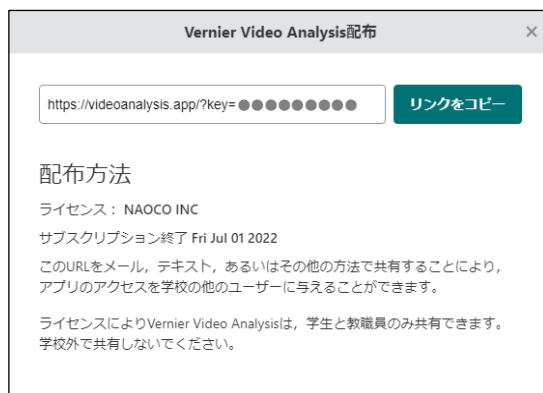 Vernier Video Analysis配布
×
https://videoanalysis.app/?key=●●●●●●●●●
リンクをコピー
配布方法
ライセンス： NAOCO INC
サブスクリプション終了 Fri Jul 01 2022
このURLをメール，テキスト，あるいはその他の方法で共有することにより，
アプリのアクセスを学校の他のユーザーに与えることができます。
ライセンスによりVernier Video Analysisは，学生と教職員のみ共有できます。
学校外で共有しないでください。